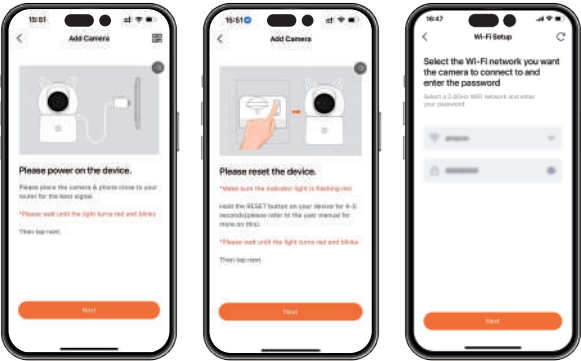 15:51
Add Camera
Please power on the device.
Please place the camera & phone close to your
router for the best signal.
*Please wait until the light turns red and blinks
Then tap next.
Next
15:51
Add Camera
Please reset the device.
*Make sure the indicator light is flashing red
Hold the RESET button on your device for 4-5
seconds(please refer to the user manual for
more on this).
*Please wait until the light turns red and blinks
Then tap next.
Next
16:47
Wi-Fi Setup
Select the Wi-Fi network you want
the camera to connect to and
enter the password
Select a 2.4GHz WiFi network and enter
your password
Next